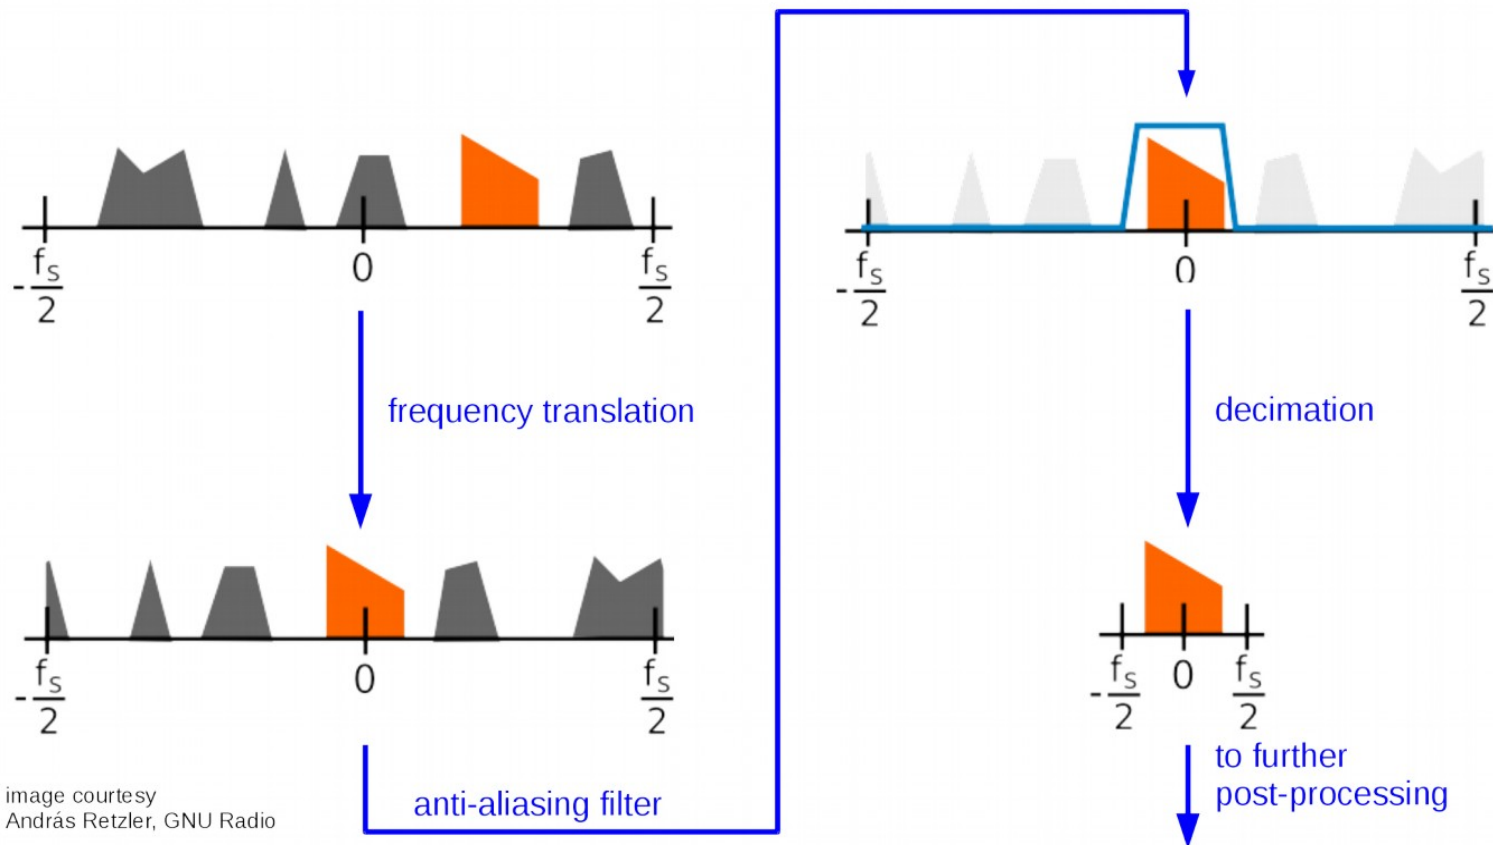 -fs/2 0 fs/2
frequency translation
-fs/2 0 fs/2
anti-aliasing filter
-fs/2 0 fs/2
decimation
-fs/2 0 fs/2
to further
post-processing
image courtesy
András Retzler, GNU Radio